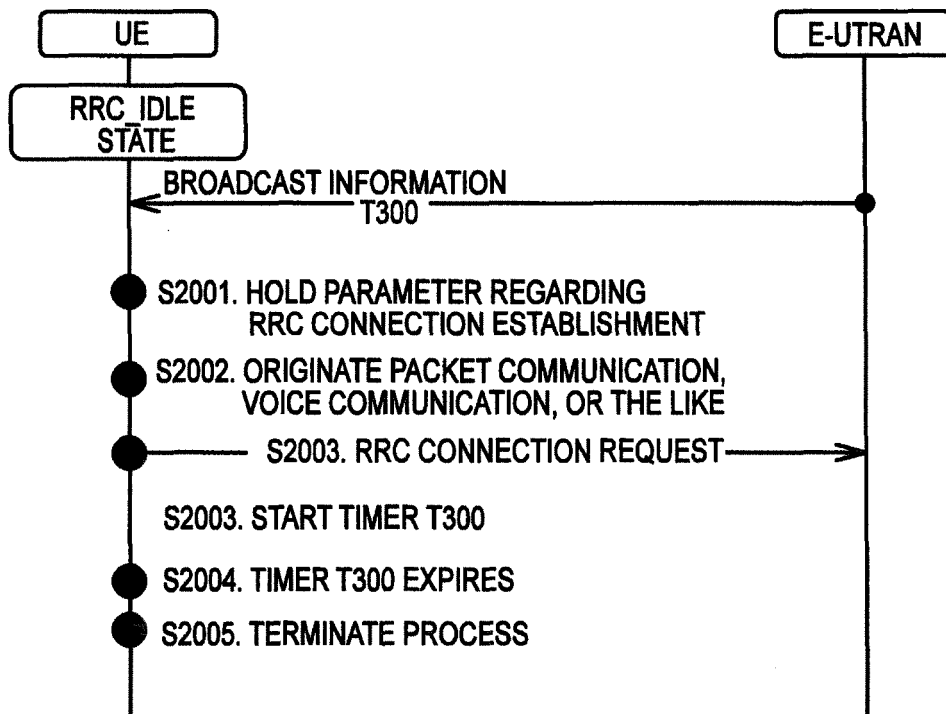 UE
E-UTRAN
RRC_IDLE
STATE
BROADCAST INFORMATION
T300
S2001. HOLD PARAMETER REGARDING
RRC CONNECTION ESTABLISHMENT
S2002. ORIGINATE PACKET COMMUNICATION,
VOICE COMMUNICATION, OR THE LIKE
S2003. RRC CONNECTION REQUEST
S2003. START TIMER T300
S2004. TIMER T300 EXPIRES
S2005. TERMINATE PROCESS